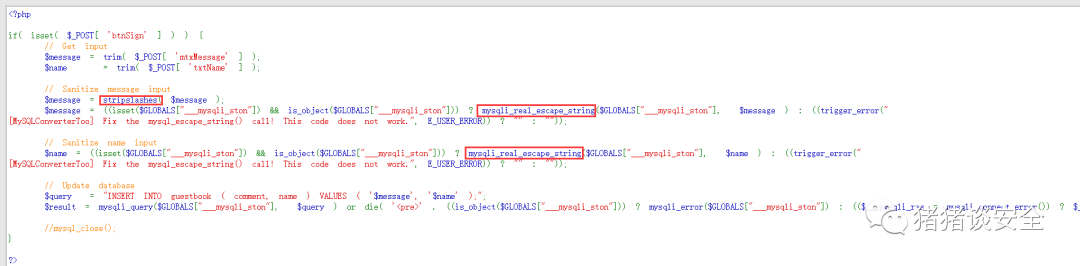 <?php
if( isset( $_POST[ 'btnSign' ] ) ) {
// Get input
$message = trim( $_POST[ 'mtxMessage' ] );
$name = trim( $_POST[ 'txtName' ] );
// Sanitize message input
$message = stripslashes( $message );
$message = ((isset($GLOBALS["___mysqli_ston"]) && is_object($GLOBALS["___mysqli_ston"])) ? mysqli_real_escape_string($GLOBALS["___mysqli_ston"], $message ) : ((trigger_error("
[MySQLConverterToo] Fix the mysql_escape_string() call! This code does not work.", E_USER_ERROR)) ? "" : ""));
// Sanitize name input
$name = ((isset($GLOBALS["___mysqli_ston"]) && is_object($GLOBALS["___mysqli_ston"])) ? mysqli_real_escape_string($GLOBALS["___mysqli_ston"], $name ) : ((trigger_error("
[MySQLConverterToo] Fix the mysql_escape_string() call! This code does not work.", E_USER_ERROR)) ? "" : ""));
// Update database
$query = "INSERT INTO guestbook ( comment, name ) VALUES ( '$message', '$name' );";
$result = mysqli_query($GLOBALS["___mysqli_ston"], $query ) or die( '<pre>' . ((is_object($GLOBALS["___mysqli_ston"])) ? mysqli_error($GLOBALS["___mysqli_ston"]) :
//mysql_close();
}
?>
猪猪谈安全